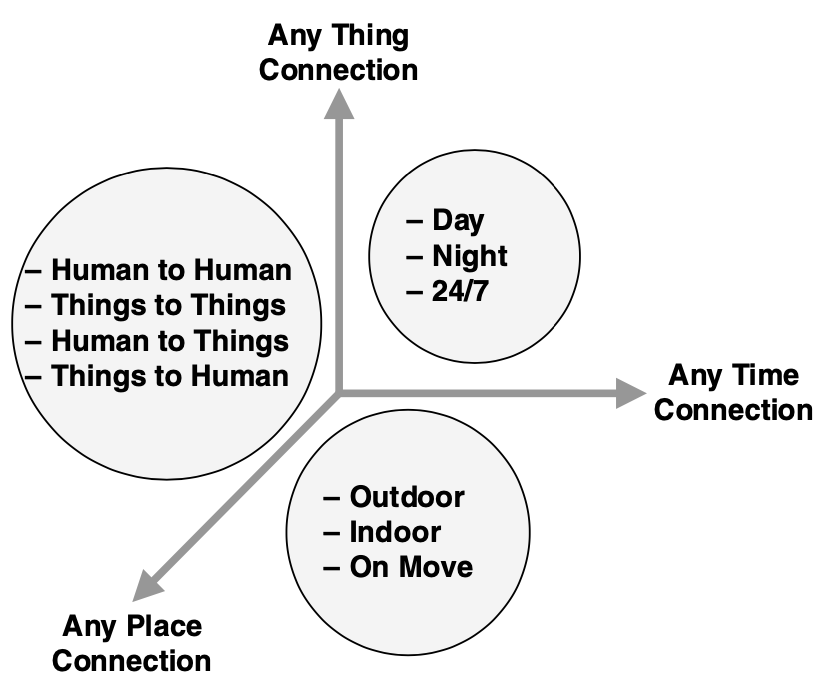 Any Thing
Connection
– Day
– Night
– 24/7
– Human to Human
– Things to Things
– Human to Things
– Things to Human
Any Time
Connection
– Outdoor
– Indoor
– On Move
Any Place
Connection